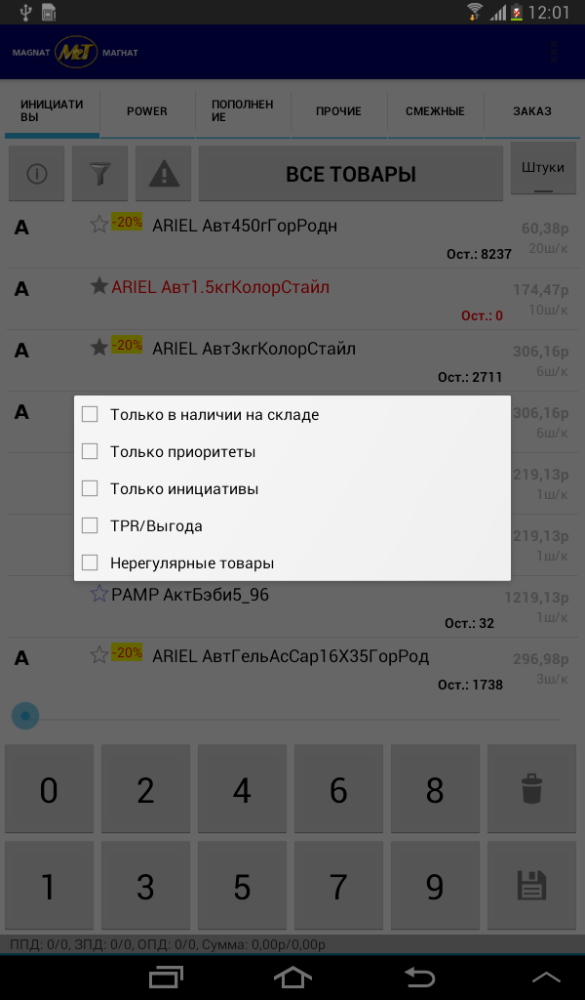 12:01
MAGNAT МАГНАТ
ИНИЦИАТИ
ВЫ
POWER
ПОПОЛНЕН
ИЕ
ПРОЧИЕ
СМЕЖНЫЕ
ЗАКАЗ
ВСЕ ТОВАРЫ
Штуки
A -20% ARIEL Авт450гГорРодн 60,38р
Ост.: 8237 20ш/к
A ARIEL Авт1.5кгКолорСтайл 174,47р
Ост.: 0 10ш/к
A -20% ARIEL Авт3кгКолорСтайл 306,16р
Ост.: 2711 6ш/к
A 306,16р
Только в наличии на складе
6ш/к
Только приоритеты
219,13р
Только инициативы
1ш/к
TPR/Выгода
219,13р
1ш/к
Нерегулярные товары
PAMP АктБэби5_96 1219,13р
Ост.: 32 1ш/к
A -20% ARIEL АвтГельАсСар16Х35ГорРод 296,98р
Ост.: 1738 3ш/к
0 2 4 6 8
1 3 5 7 9
ППД: 0/0, ЗПД: 0/0, ОПД: 0/0, Сумма: 0,00р/0,00р